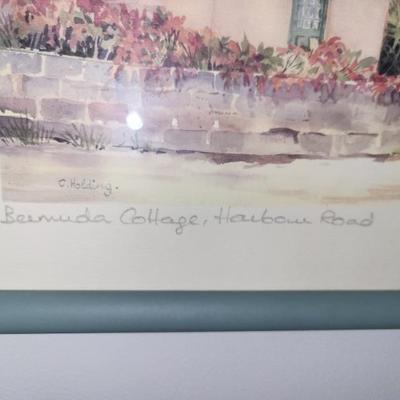 C. Holding.
Bermuda Cottage, Harbour Road